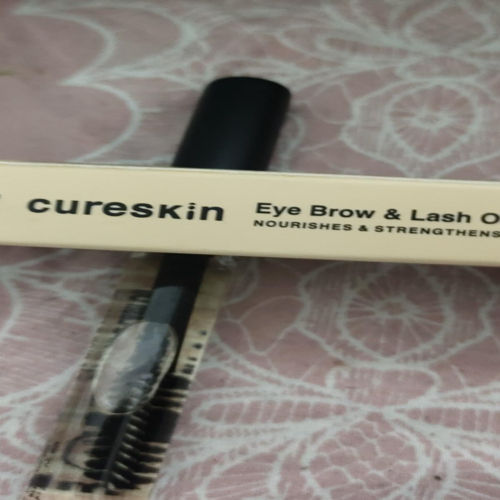 cureskin
Eye Brow & Lash O
NOURISHES & STRENGTHENS